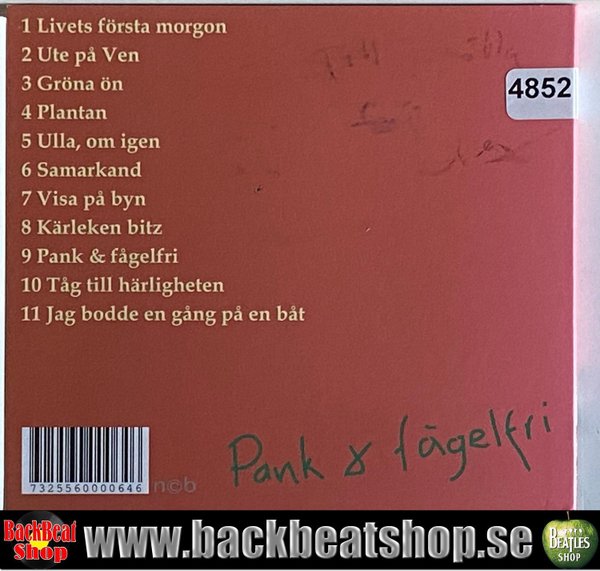 1 Livets första morgon
2 Ute på Ven
3 Gröna ön
4 Plantan
5 Ulla, om igen
6 Samarkand
7 Visa på byn
8 Kärleken bitz
9 Pank & fågelfri
10 Tåg till härligheten
11 Jag bodde en gång på en båt
4852
7325560000646
n©b
Pank & fågelfri
BackBeat Shop
www.backbeatshop.se
BEATLES SHOP